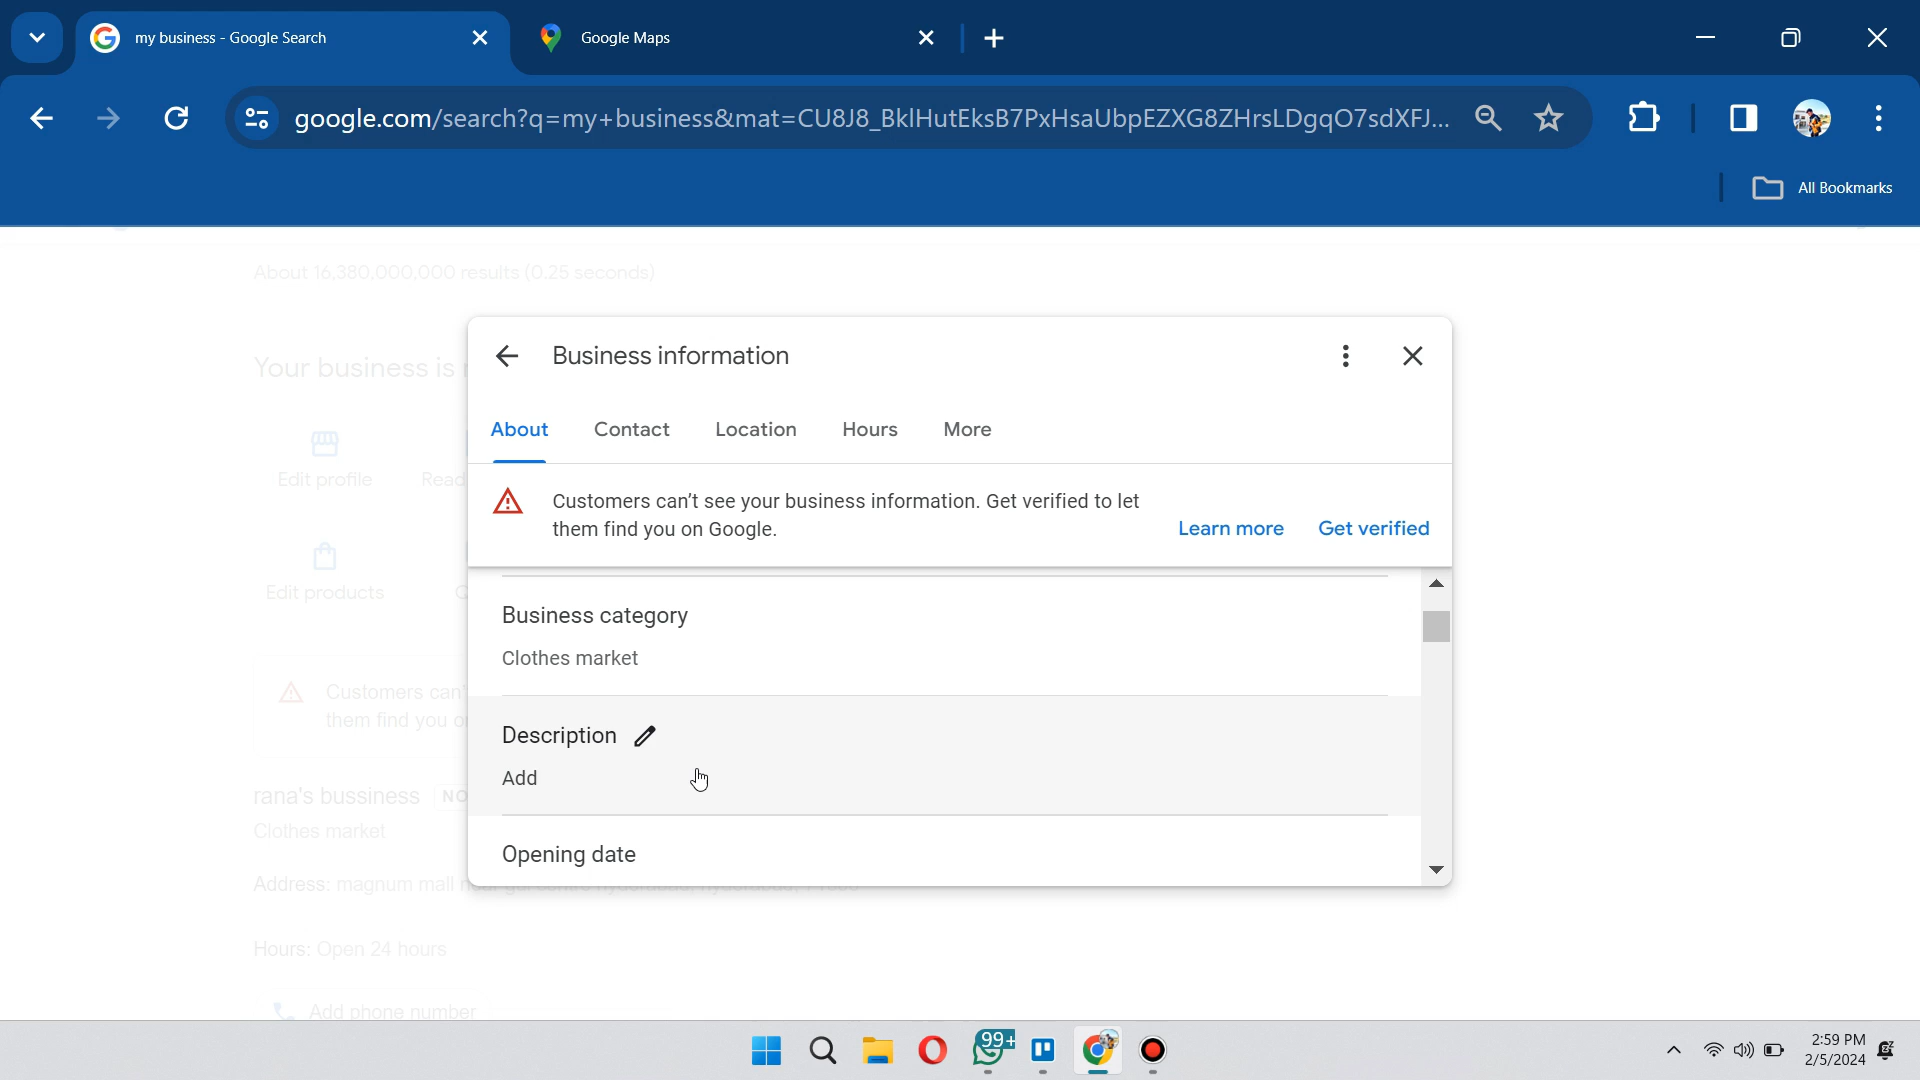 my business - Google Search
Google Maps
google.com/search?q=my+business&mat=CU8J8_BklHutEksB7PxHsaUbpEZXG8ZHrsLDgqO7sdXFJ...
All Bookmarks
About 16,380,000,000 results (0.25 seconds)
Your business is
Edit profile
Read
Edit products
Customers can'
them find you o
rana's bussiness NO
Clothes market
Address: magnum mall
Hours: Open 24 hours
Add phone number
Business information
About Contact Location Hours More
Customers can't see your business information. Get verified to let
them find you on Google.
Learn more Get verified
Business category
Clothes market
Description
Add
Opening date
99+
2:59 PM
2/5/2024